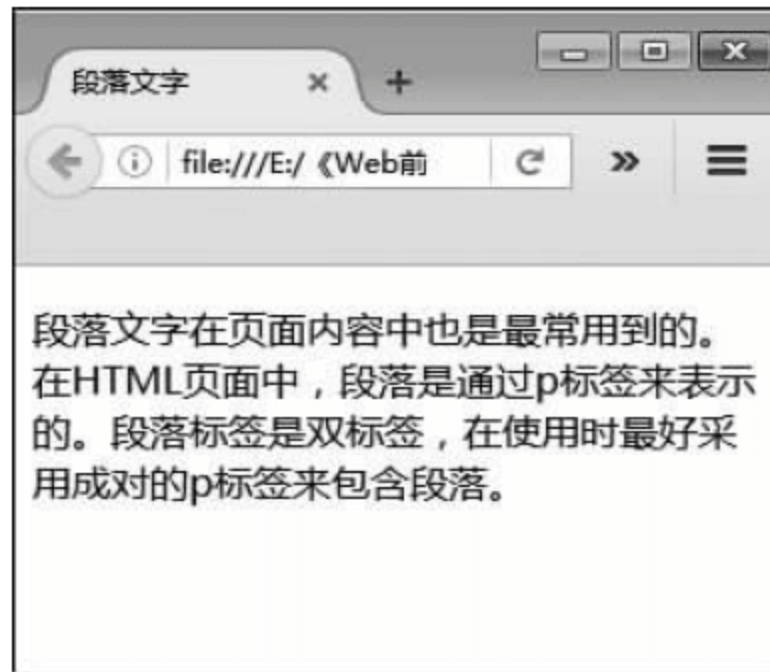 段落文字
file:///E:/《Web前
段落文字在页面内容中也是最常用到的。
在HTML页面中，段落是通过p标签来表示
的。段落标签是双标签，在使用时最好采
用成对的p标签来包含段落。